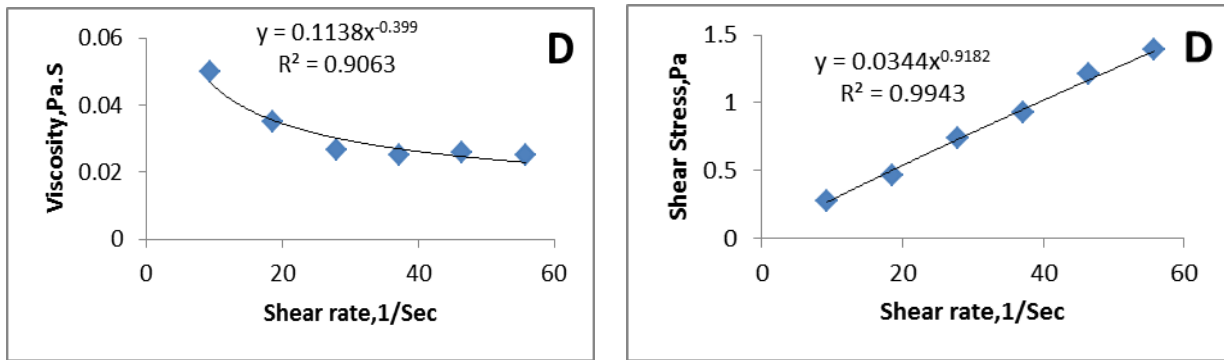 y = 0.1138x^-0.399
R² = 0.9063
D
0.06
0.04
0.02
0
0
20
40
60
Viscosity,Pa.S
Shear rate,1/Sec
y = 0.0344x^0.9182
R² = 0.9943
D
1.5
1
0.5
0
0
20
40
60
Shear Stress,Pa
Shear rate,1/Sec